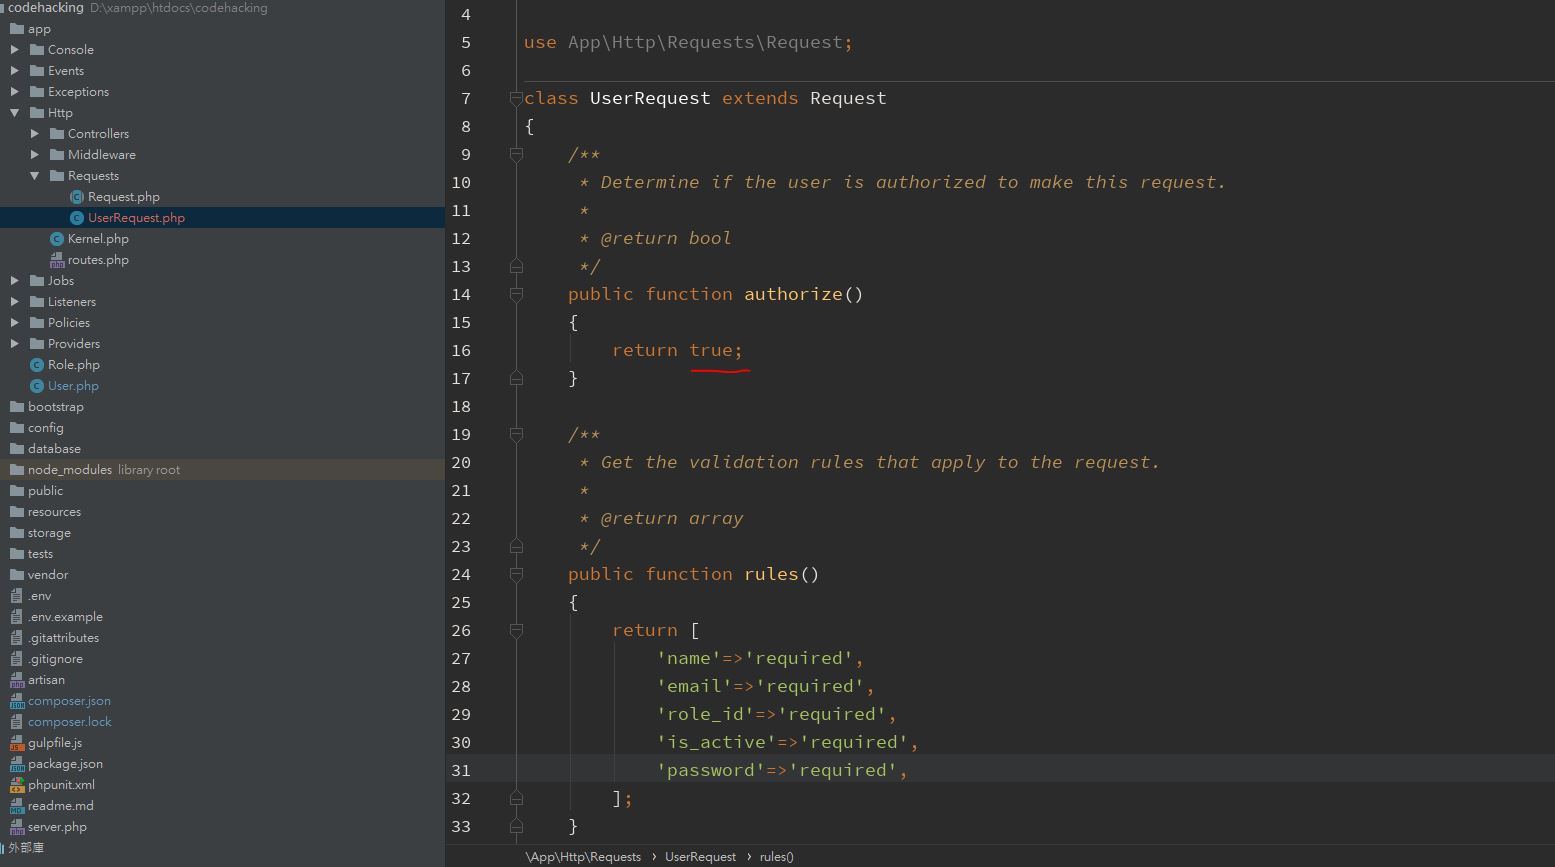 codehacking D:\xampp\htdocs\codehacking
app
Console
Events
Exceptions
Http
Controllers
Middleware
Requests
Request.php
UserRequest.php
Kernel.php
routes.php
Jobs
Listeners
Policies
Providers
Role.php
User.php
bootstrap
config
database
node_modules library root
public
resources
storage
tests
vendor
.env
.env.example
.gitattributes
.gitignore
artisan
composer.json
composer.lock
gulpfile.js
package.json
phpunit.xml
readme.md
server.php
外部庫
4
5 use App\Http\Requests\Request;
6
7 class UserRequest extends Request
8 {
9 /**
10 * Determine if the user is authorized to make this request.
11 *
12 * @return bool
13 */
14 public function authorize()
15 {
16 return true;
17 }
18
19 /**
20 * Get the validation rules that apply to the request.
21 *
22 * @return array
23 */
24 public function rules()
25 {
26 return [
27 'name'=>'required',
28 'email'=>'required',
29 'role_id'=>'required',
30 'is_active'=>'required',
31 'password'=>'required',
32 ];
33 }
\App\Http\Requests › UserRequest › rules()